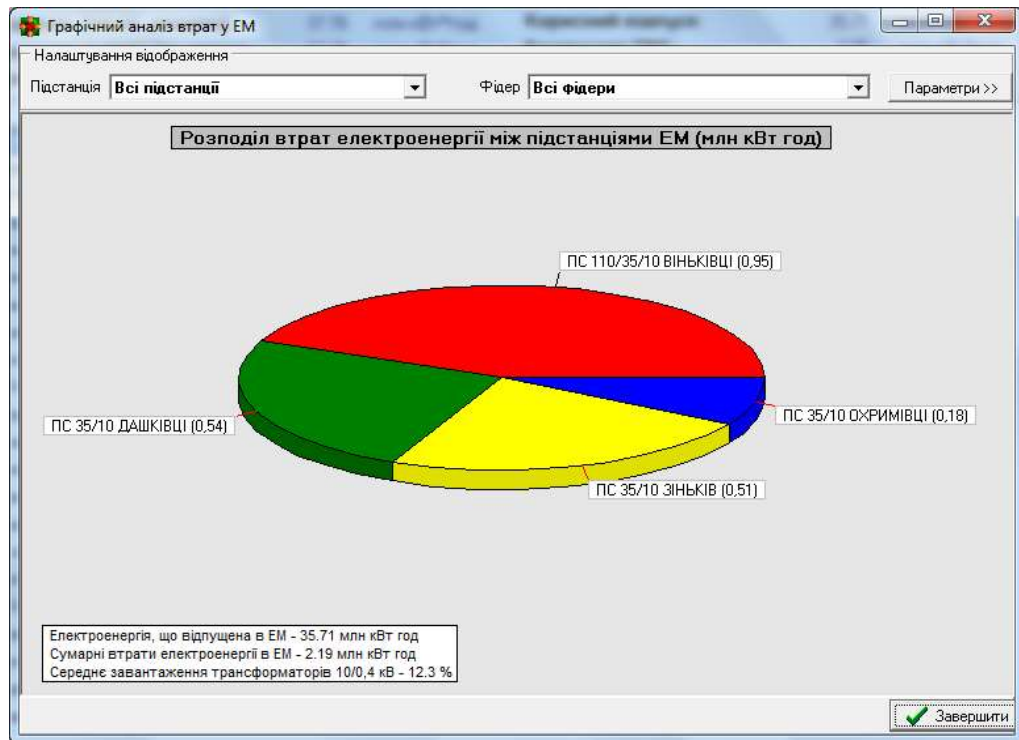 Графічний аналіз втрат у ЕМ
Налаштування відображення
Підстанція Всі підстанції Фідер Всі фідери Параметри >>
Розподіл втрат електроенергії між підстанціями ЕМ (млн кВт год)
ПС 110/35/10 ВІНЬКІВЦІ (0,95)
ПС 35/10 ДАШКІВЦІ (0,54)
ПС 35/10 ОХРИМІВЦІ (0,18)
ПС 35/10 ЗІНЬКІВ (0,51)
Електроенергія, що відпущена в ЕМ - 35.71 млн кВт год
Сумарні втрати електроенергії в ЕМ - 2.19 млн кВт год
Середнє завантаження трансформаторів 10/0,4 кВ - 12.3 %
Завершити